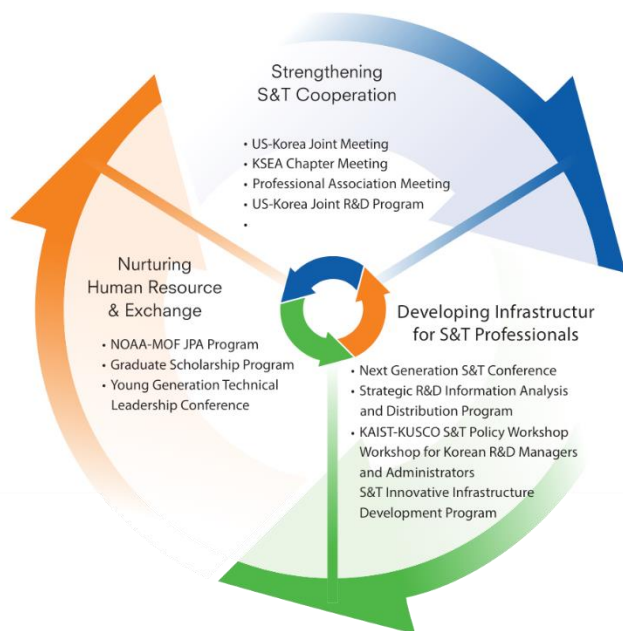 Strengthening
S&T Cooperation
• US-Korea Joint Meeting
• KSEA Chapter Meeting
• Professional Association Meeting
• US-Korea Joint R&D Program
•
Nurturing
Human Resource
& Exchange
• NOAA-MOF JPA Program
• Graduate Scholarship Program
• Young Generation Technical
Leadership Conference
Developing Infrastructur
for S&T Professionals
• Next Generation S&T Conference
• Strategic R&D Information Analysis
and Distribution Program
• KAIST-KUSCO S&T Policy Workshop
Workshop for Korean R&D Managers
and Administrators
S&T Innovative Infrastructure
Development Program